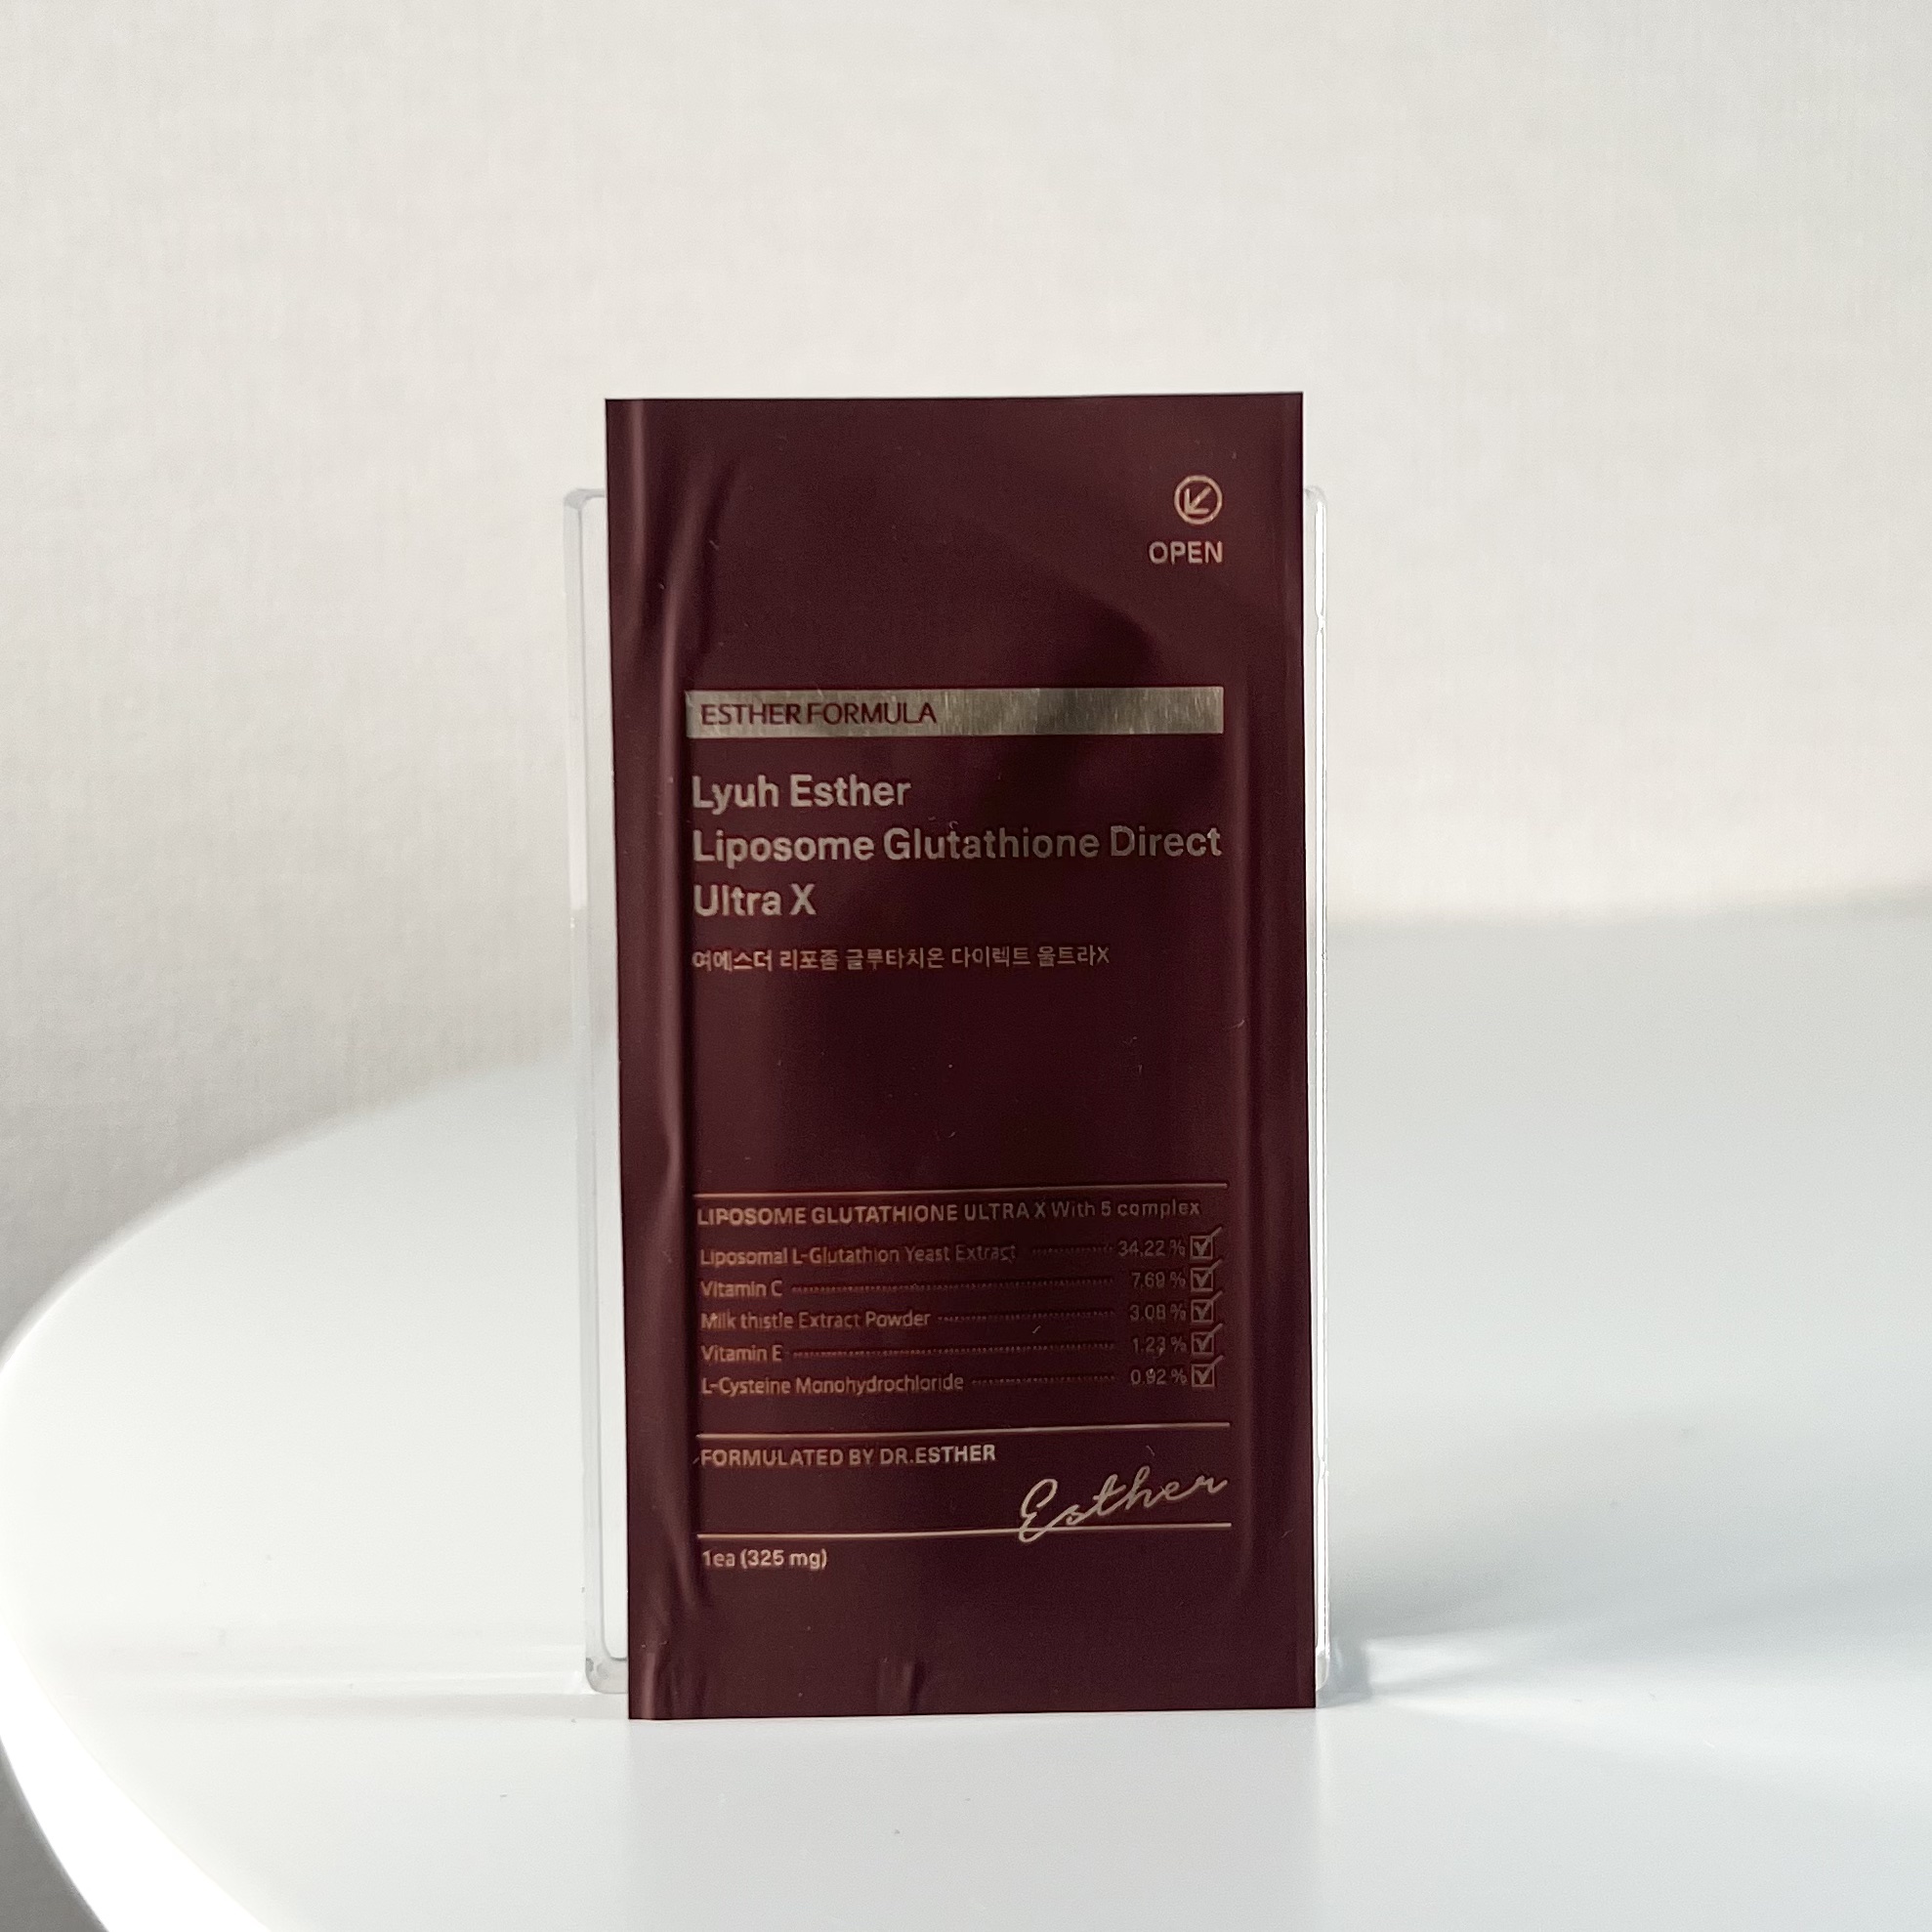 OPEN
ESTHER FORMULA
Lyuh Esther
Liposome Glutathione Direct
Ultra X
여에스더 리포좀 글루타치온 다이렉트 울트라X
LIPOSOME GLUTATHIONE ULTRA X With 5 complex
Liposomal L-Glutathion Yeast Extract 34.22 %
Vitamin C 7.69 %
Milk thistle Extract Powder 3.08 %
Vitamin E 1.23 %
L-Cysteine Monohydrochloride 0.92 %
FORMULATED BY DR.ESTHER
Esther
1ea (325 mg)